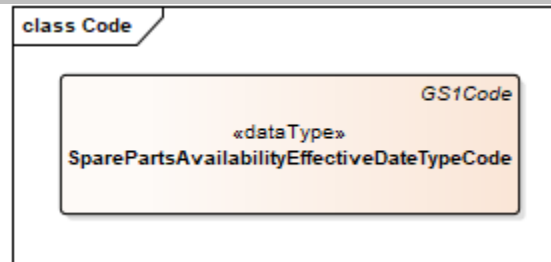 class Code
GS1Code
«dataType»
SparePartsAvailabilityEffectiveDateTypeCode